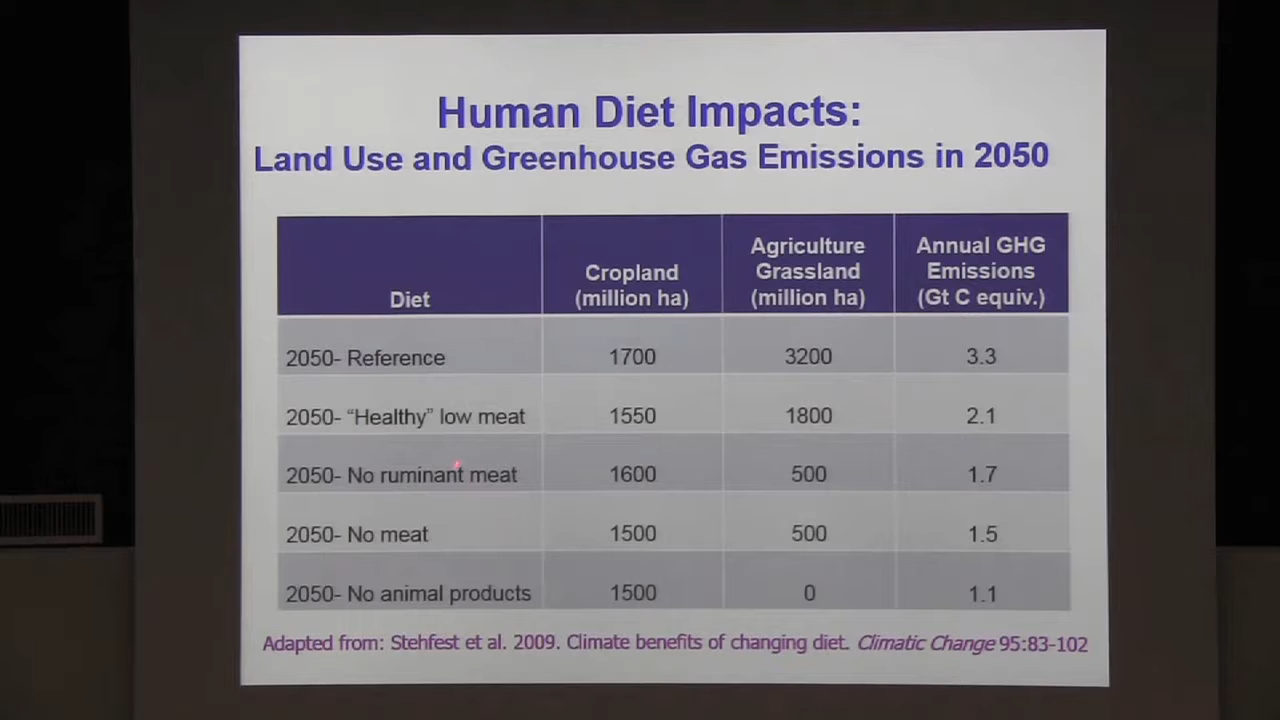 Human Diet Impacts:
Land Use and Greenhouse Gas Emissions in 2050
Diet
Cropland
(million ha)
Agriculture
Grassland
(million ha)
Annual GHG
Emissions
(Gt C equiv.)
2050- Reference 1700 3200 3.3
2050- “Healthy” low meat 1550 1800 2.1
2050- No ruminant meat 1600 500 1.7
2050- No meat 1500 500 1.5
2050- No animal products 1500 0 1.1
Adapted from: Stehfest et al. 2009. Climate benefits of changing diet. Climatic Change 95:83-102